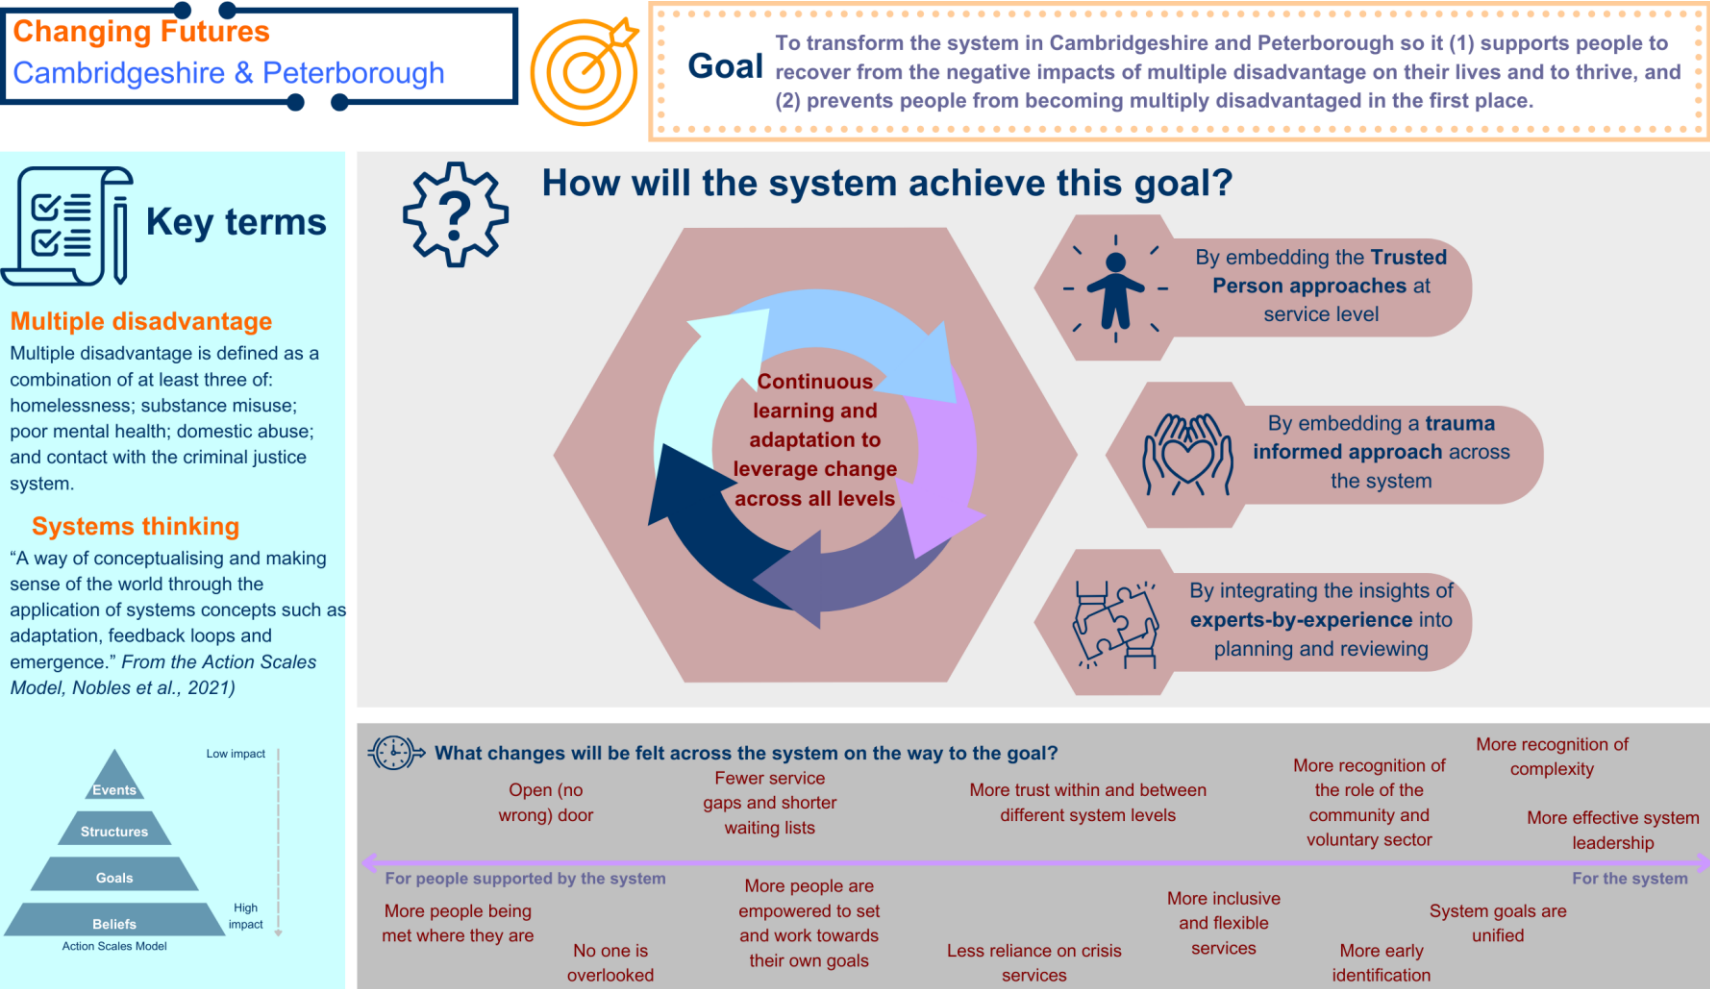 Changing Futures
Cambridgeshire & Peterborough
Goal
To transform the system in Cambridgeshire and Peterborough so it (1) supports people to
recover from the negative impacts of multiple disadvantage on their lives and to thrive, and
(2) prevents people from becoming multiply disadvantaged in the first place.
Key terms
Multiple disadvantage
Multiple disadvantage is defined as a
combination of at least three of:
homelessness; substance misuse;
poor mental health; domestic abuse;
and contact with the criminal justice
system.
Systems thinking
“A way of conceptualising and making
sense of the world through the
application of systems concepts such as
adaptation, feedback loops and
emergence.” From the Action Scales
Model, Nobles et al., 2021)
Low impact
Events
Structures
Goals
Beliefs
High
impact
Action Scales Model
?
How will the system achieve this goal?
Continuous
learning and
adaptation to
leverage change
across all levels
By embedding the Trusted
Person approaches at
service level
By embedding a trauma
informed approach across
the system
By integrating the insights of
experts-by-experience into
planning and reviewing
What changes will be felt across the system on the way to the goal?
Open (no
wrong) door
Fewer service
gaps and shorter
waiting lists
More trust within and between
different system levels
More recognition of
the role of the
community and
voluntary sector
More recognition of
complexity
More effective system
leadership
For people supported by the system
For the system
More people being
met where they are
No one is
overlooked
More people are
empowered to set
and work towards
their own goals
Less reliance on crisis
services
More inclusive
and flexible
services
More early
identification
System goals are
unified